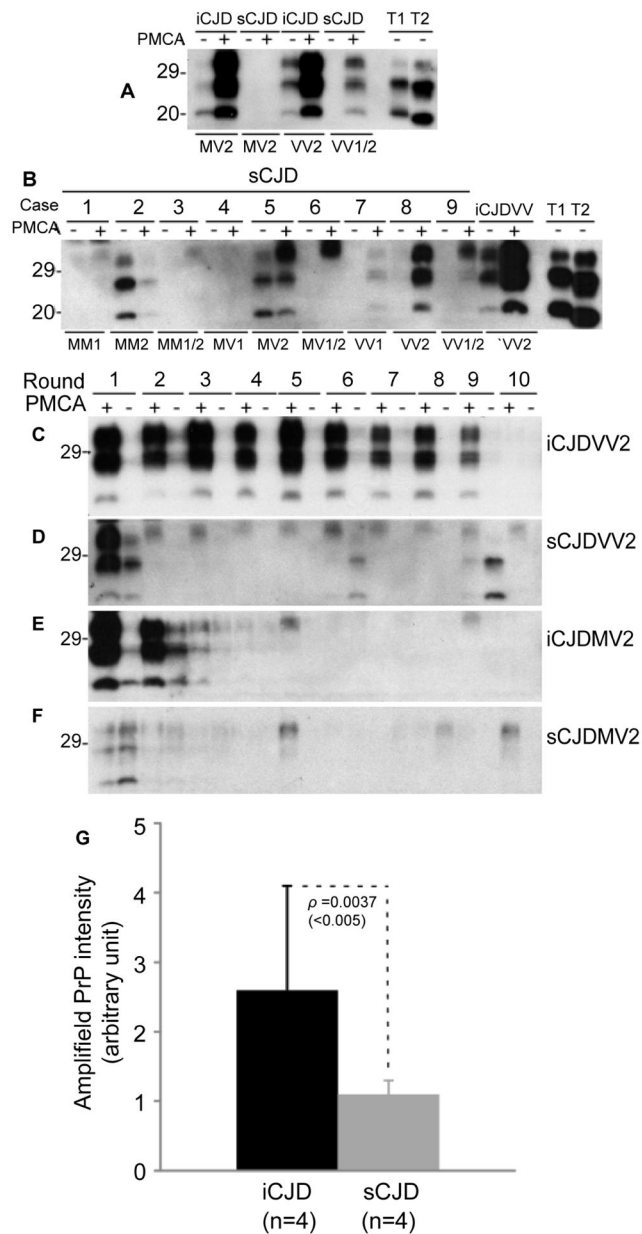 iCJD sCJD iCJD sCJD T1 T2
PMCA - + - + - + - + - -
29-
A
20-
MV2 MV2 VV2 VV1/2
B
sCJD
Case 1 2 3 4 5 6 7 8 9 iCJDVV T1 T2
PMCA - + - + - + - + - + - + - + - + - + - + - -
29-
20-
MM1 MM2 MM1/2 MV1 MV2 MV1/2 VV1 VV2 VV1/2 `VV2
Round 1 2 3 4 5 6 7 8 9 10
PMCA + - + - + - + - + - + - + - + - + - + -
C 29- iCJDVV2
D 29- sCJDVV2
E 29- iCJDMV2
F 29- sCJDMV2
G
Amplifield PrP intensity
(arbitrary unit)
5
4
3
2
1
0
ρ =0.0037
(<0.005)
iCJD sCJD
(n=4) (n=4)